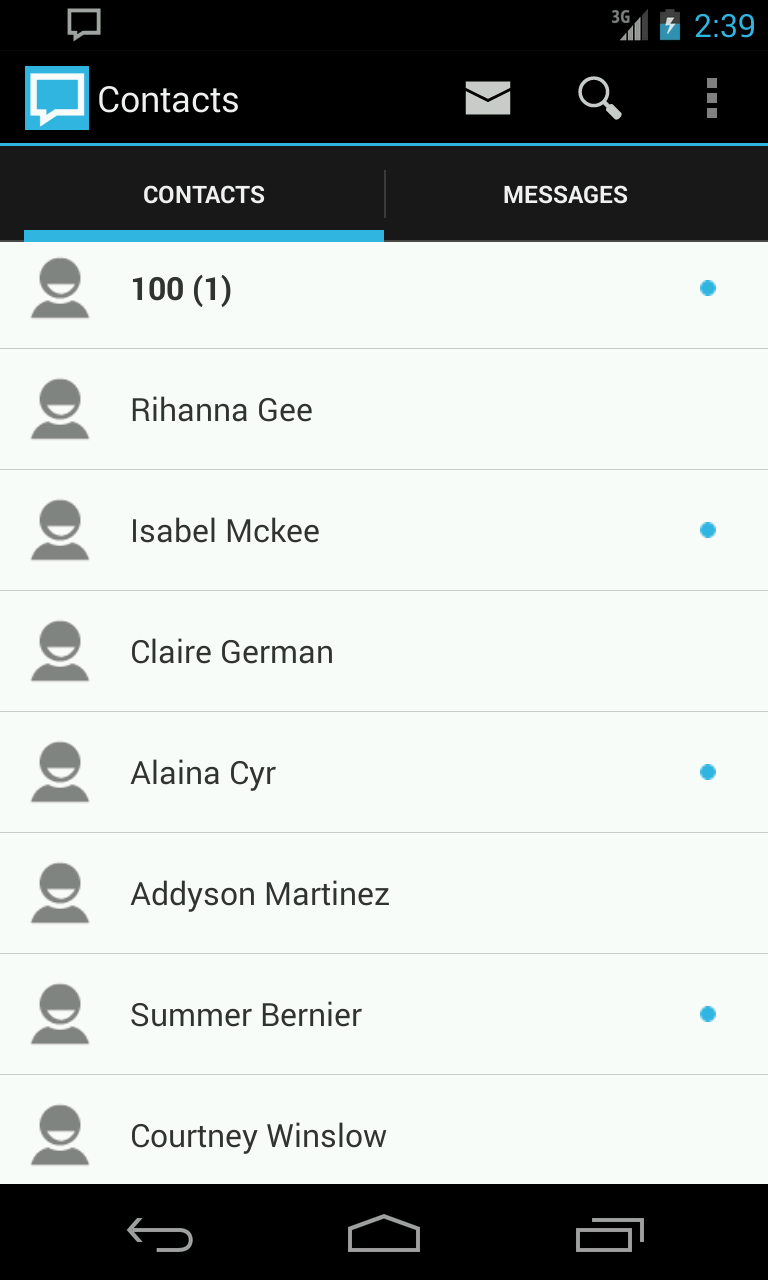 3G 2:39
Contacts
CONTACTS MESSAGES
100 (1)
Rihanna Gee
Isabel Mckee
Claire German
Alaina Cyr
Addyson Martinez
Summer Bernier
Courtney Winslow